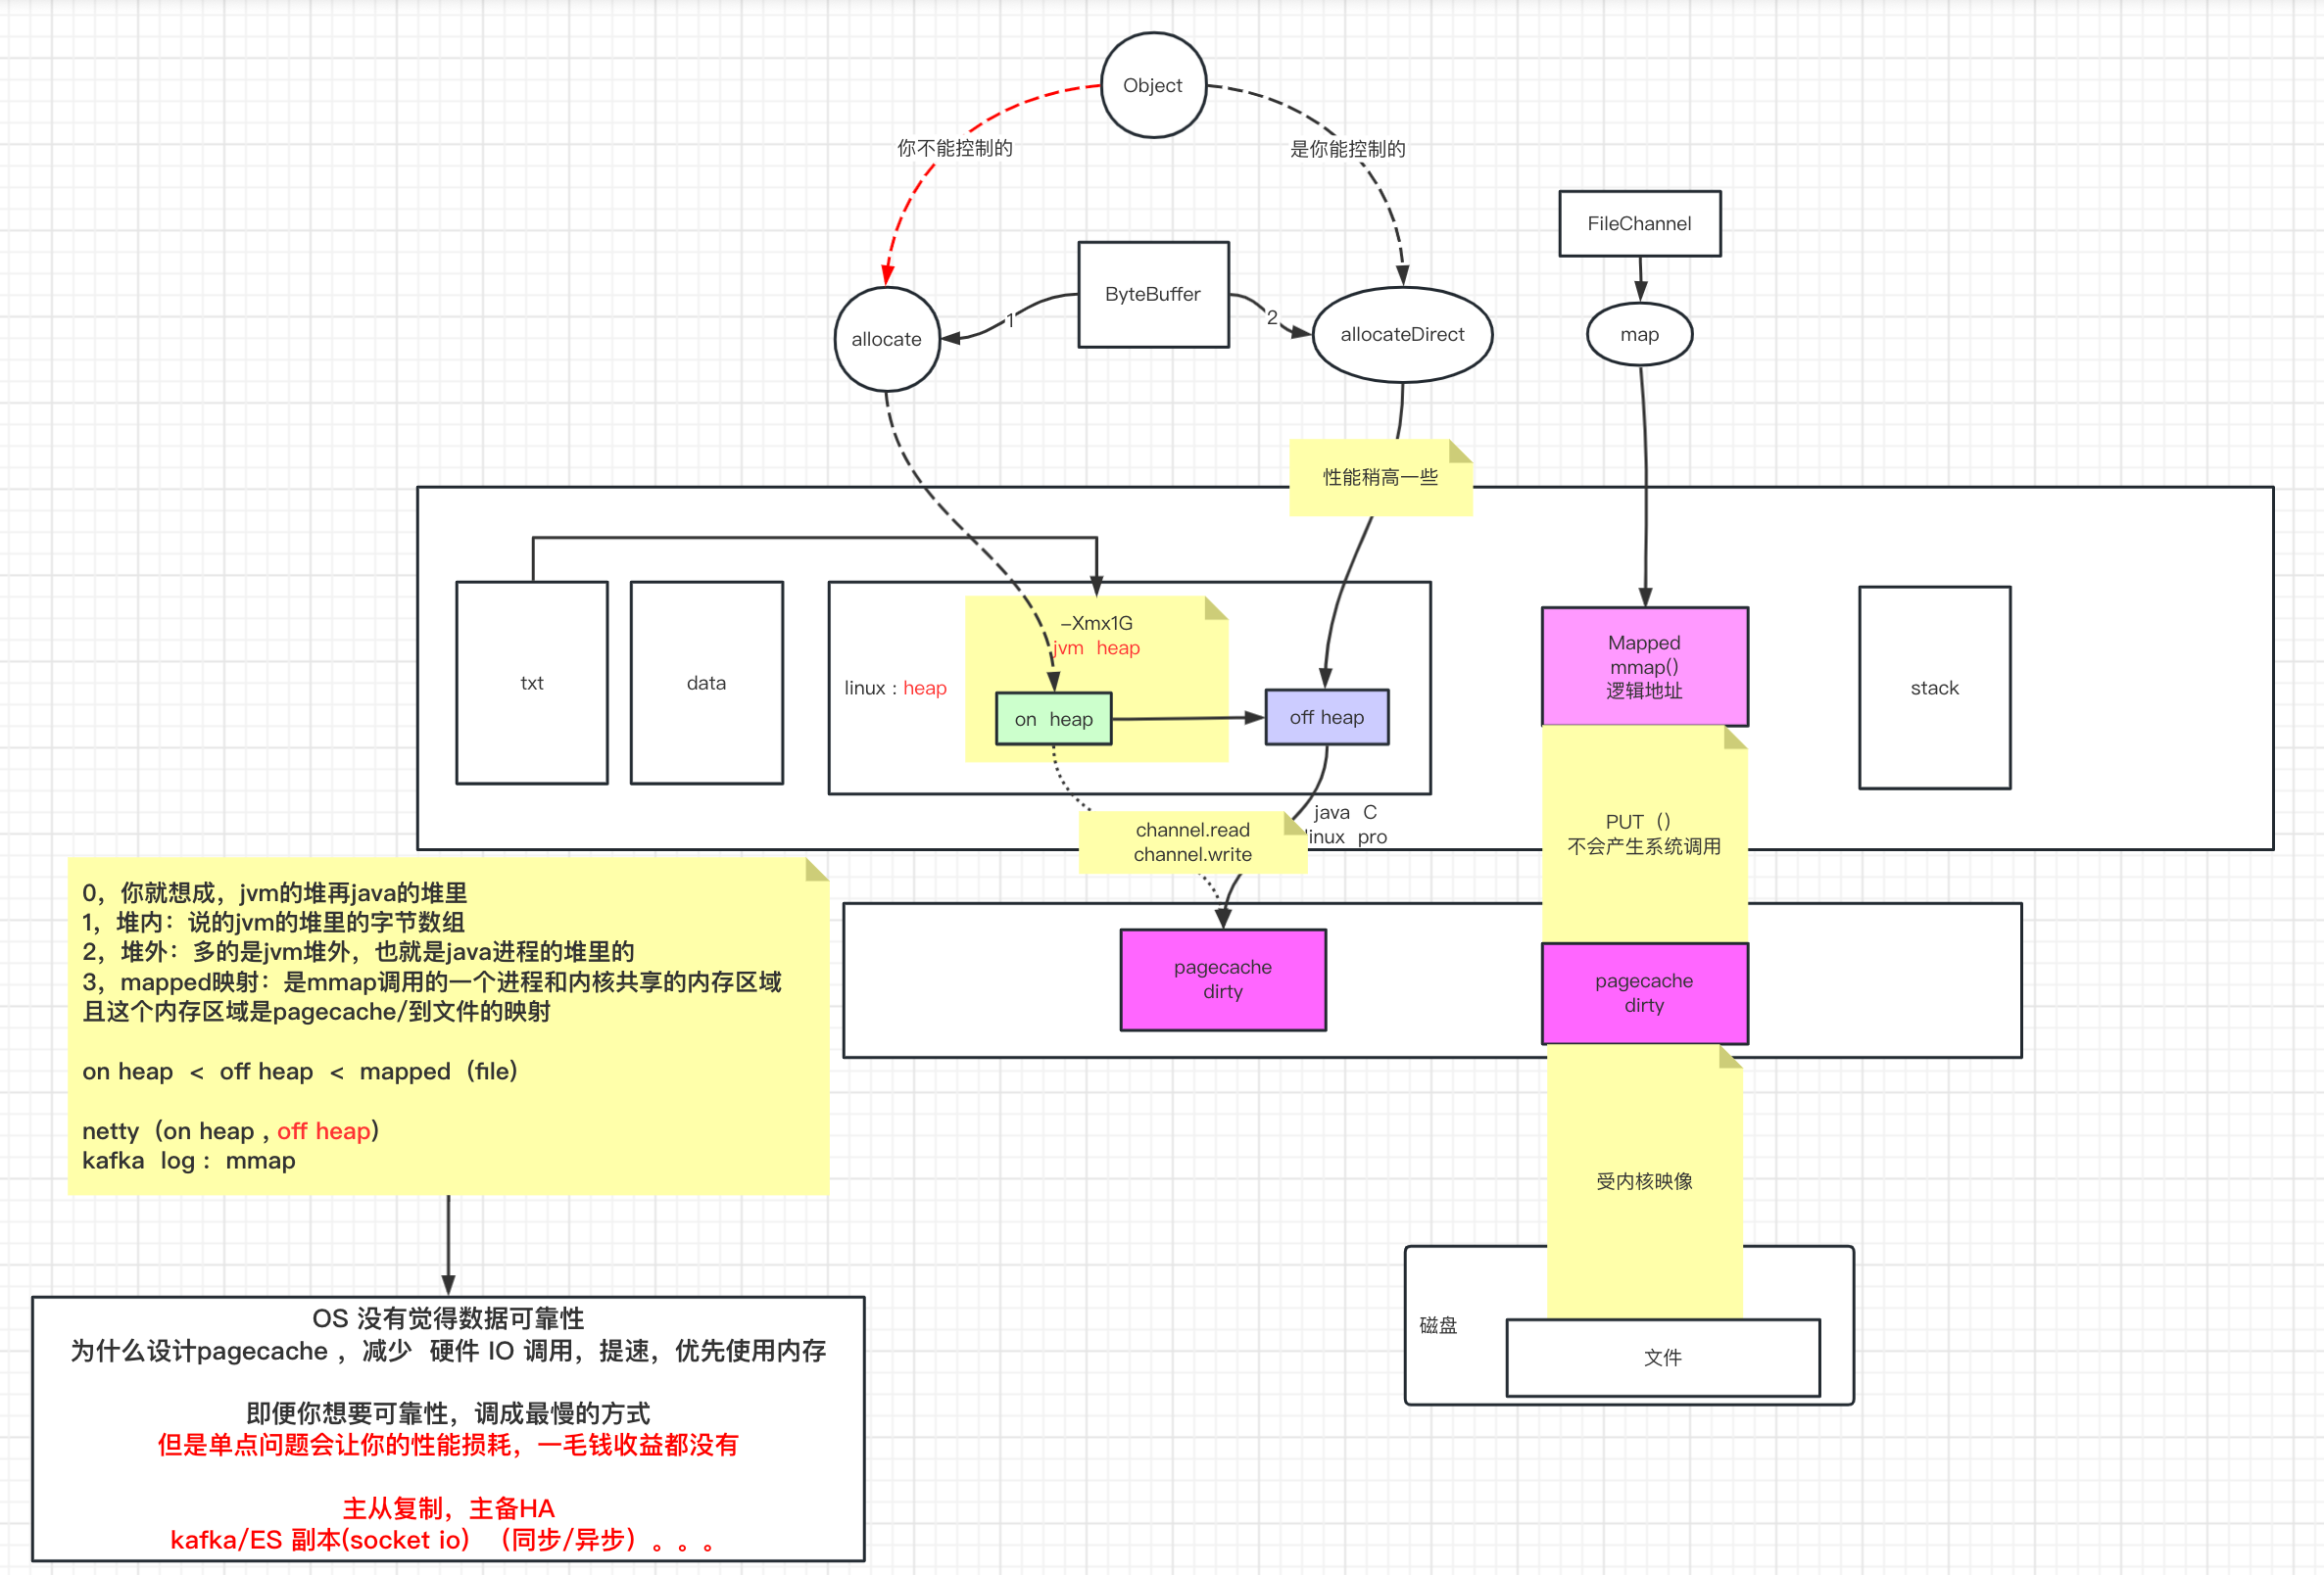 Object
你不能控制的
是你能控制的
FileChannel
ByteBuffer
1
2
allocate
allocateDirect
map
性能稍高一些
txt
data
linux : heap
-Xmx1G
jvm heap
on heap
off heap
Mapped
mmap()
逻辑地址
stack
PUT（）
不会产生系统调用
java C
linux pro
channel.read
channel.write
0，你就想成，jvm的堆再java的堆里
1，堆内：说的jvm的堆里的字节数组
2，堆外：多的是jvm堆外，也就是java进程的堆里的
3，mapped映射：是mmap调用的一个进程和内核共享的内存区域
且这个内存区域是pagecache/到文件的映射
on heap < off heap < mapped（file）
netty（on heap , off heap）
kafka log： mmap
pagecache
dirty
pagecache
dirty
受内核映像
磁盘
文件
OS 没有觉得数据可靠性
为什么设计pagecache ，减少 硬件 IO 调用，提速，优先使用内存
即便你想要可靠性，调成最慢的方式
但是单点问题会让你的性能损耗，一毛钱收益都没有
主从复制，主备HA
kafka/ES 副本(socket io) （同步/异步）。。。